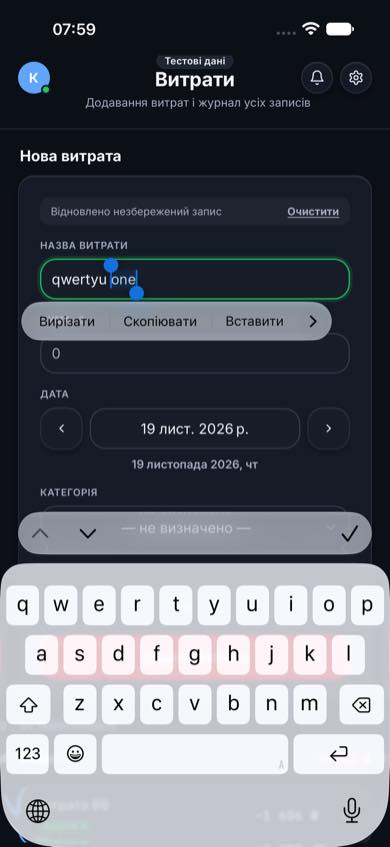 07:59
Тестові дані
K
Витрати
Додавання витрат і журнал усіх записів
Нова витрата
Відновлено незбережений запис
Очистити
НАЗВА ВИТРАТИ
qwertyu one
Вирізати
Скопіювати
Вставити
0
ДАТА
19 лист. 2026 р.
19 листопада 2026, чт
КАТЕГОРІЯ
— не визначено —
q w e r t y u i o p
a s d f g h j k l
z x c v b n m
123
A